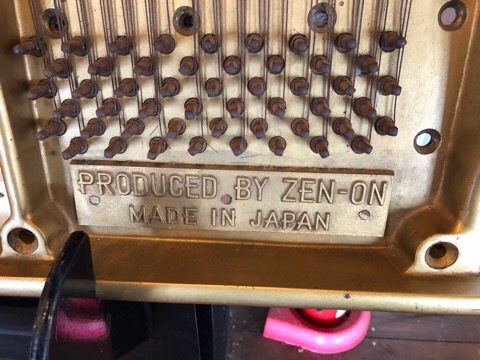 PRODUCED BY ZEN-ON
MADE IN JAPAN